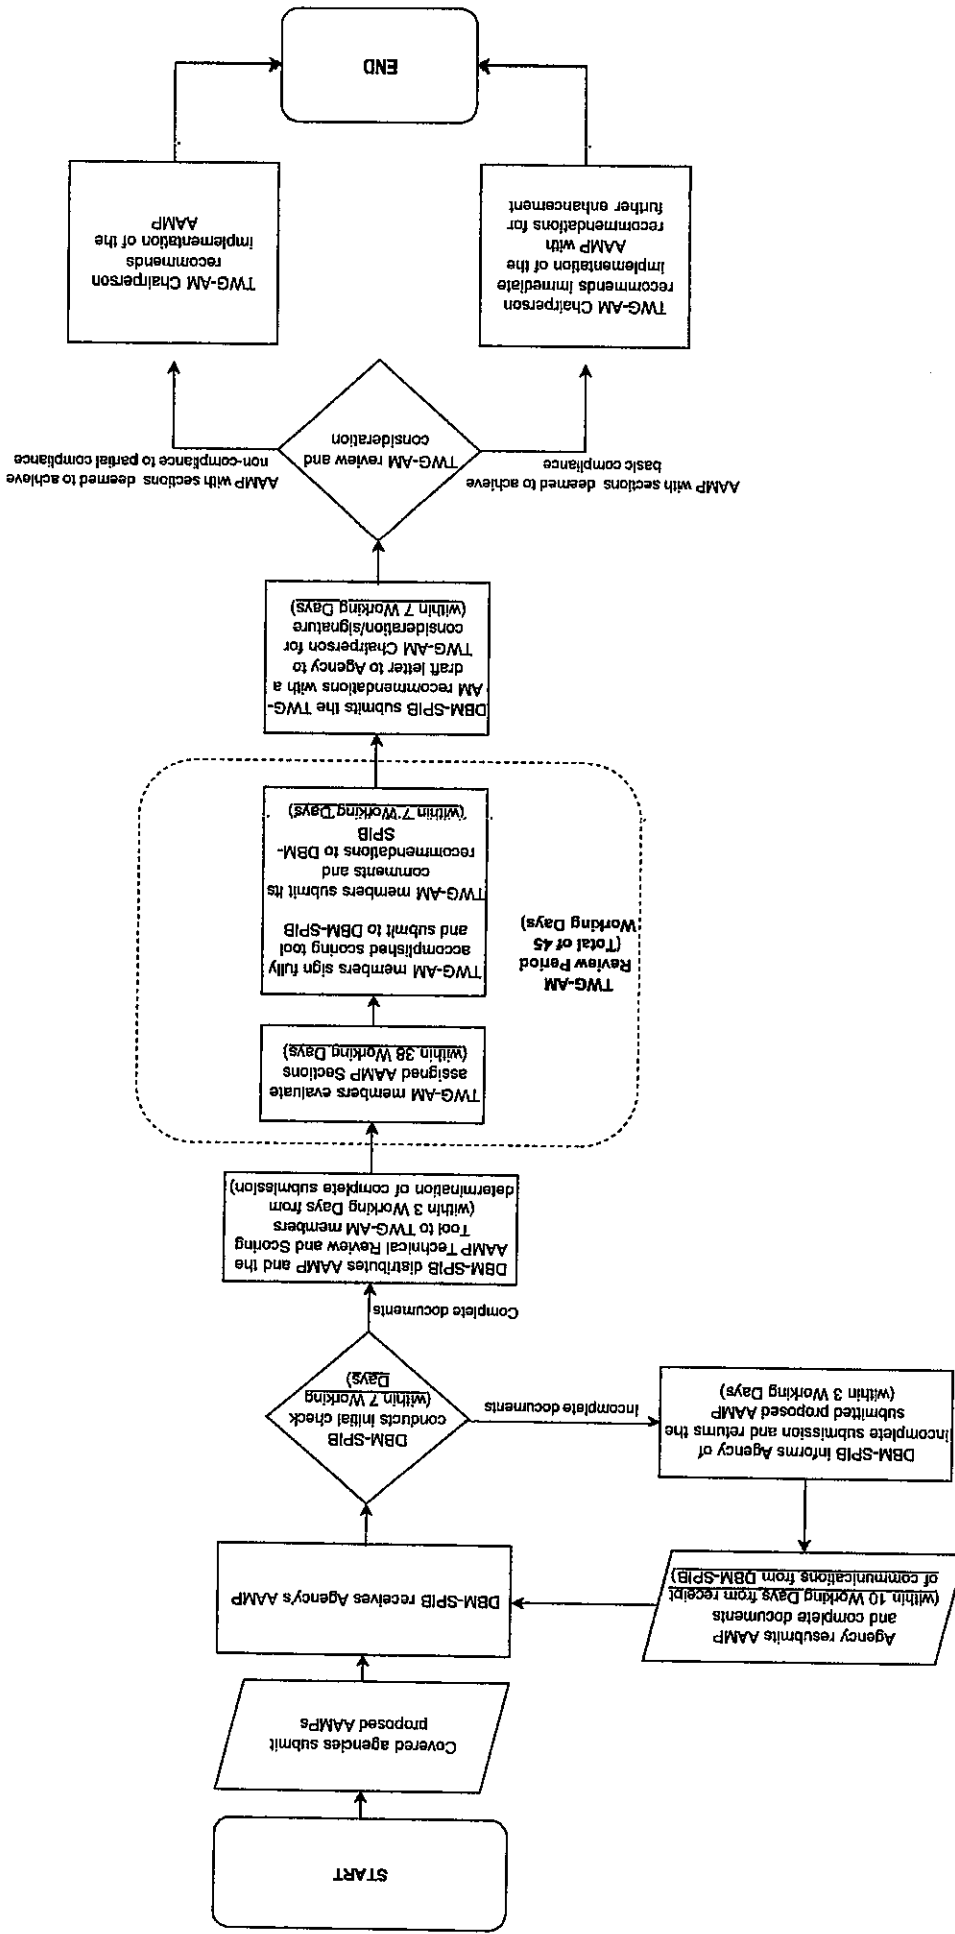 START
Covered agencies submit
proposed AAMPs
DBM-SPIB receives Agency's AAMP
Agency resubmits AAMP
and complete documents
(within 10 Working Days from receipt
of communications from DBM-SPIB)
DBM-SPIB
conducts initial check
(within 7 Working
Days)
Incomplete documents
DBM-SPIB informs Agency of
incomplete submission and returns the
submitted proposed AAMP
(within 3 Working Days)
Complete documents
DBM-SPIB distributes AAMP and the
AAMP Technical Review and Scoring
Tool to TWG-AM members
(within 3 Working Days from
determination of complete submission)
TWG-AM members evaluate
assigned AAMP Sections
(within 38 Working Days)
TWG-AM
Review Period
(Total of 45
Working Days)
TWG-AM members sign fully
accomplished scoring tool
and submit to DBM-SPIB
TWG-AM members submit its
comments and
recommendations to DBM-
SPIB
(within 7 Working Days)
DBM-SPIB submits the TWG-
AM recommendations with a
draft letter to Agency to
TWG-AM Chairperson for
consideration/signature
(within 7 Working Days)
TWG-AM review and
consideration
AAMP with sections deemed to achieve
basic compliance
AAMP with sections deemed to achieve
non-compliance to partial compliance
TWG-AM Chairperson
recommends immediate
implementation of the
AAMP with
recommendations for
further enhancement
TWG-AM Chairperson
recommends
implementation of the
AAMP
END